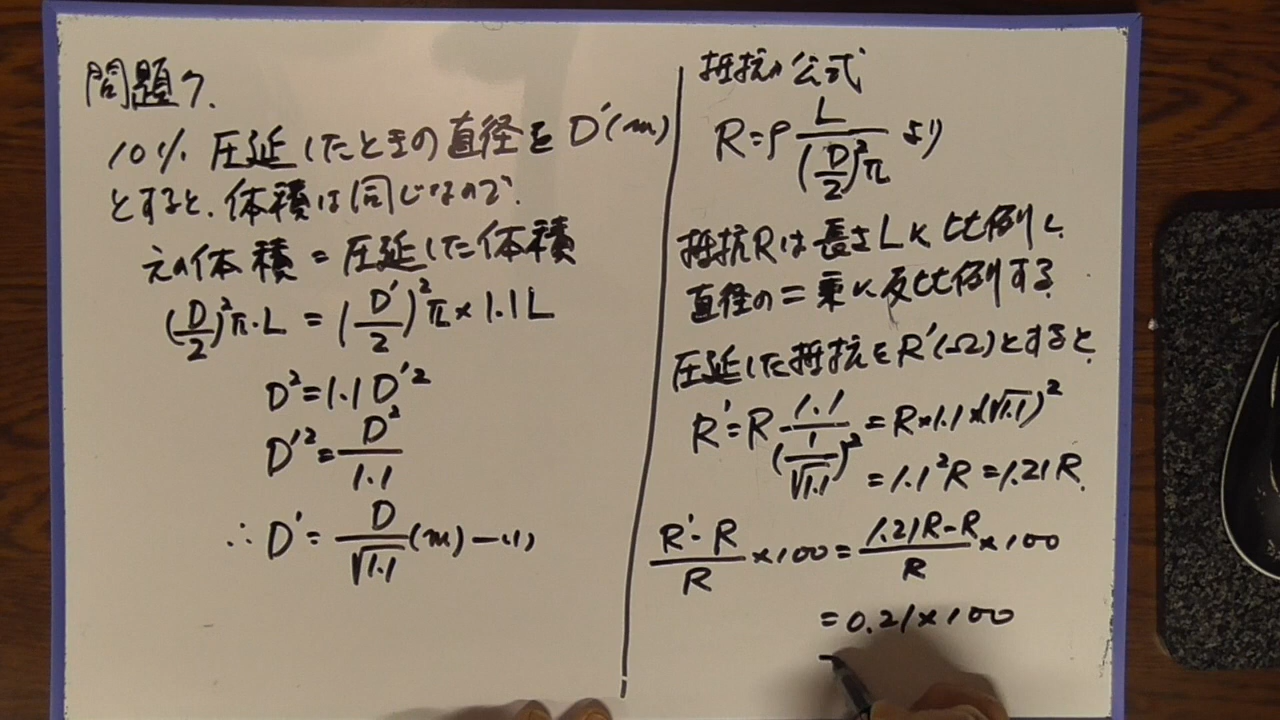 問題7.
10% 圧延したときの直径をD'(m)
とすると、体積は同じなので、
元の体積 = 圧延した体積
(D/2)²π・L = (D'/2)²π×1.1L
D²=1.1D'²
D'²=D²/1.1
∴D'=D/√1.1(m)—(1)
抵抗の公式
R=ρL/(D/2)²π より
抵抗Rは長さLに比例し、
直径の二乗に反比例する。
圧延した抵抗をR'(Ω)とすると、
R'=R 1.1/(1/√1.1)²=R×1.1×(√1.1)²
=1.1²R=1.21R
R'-R/R×100=1.21R-R/R×100
=0.21×100